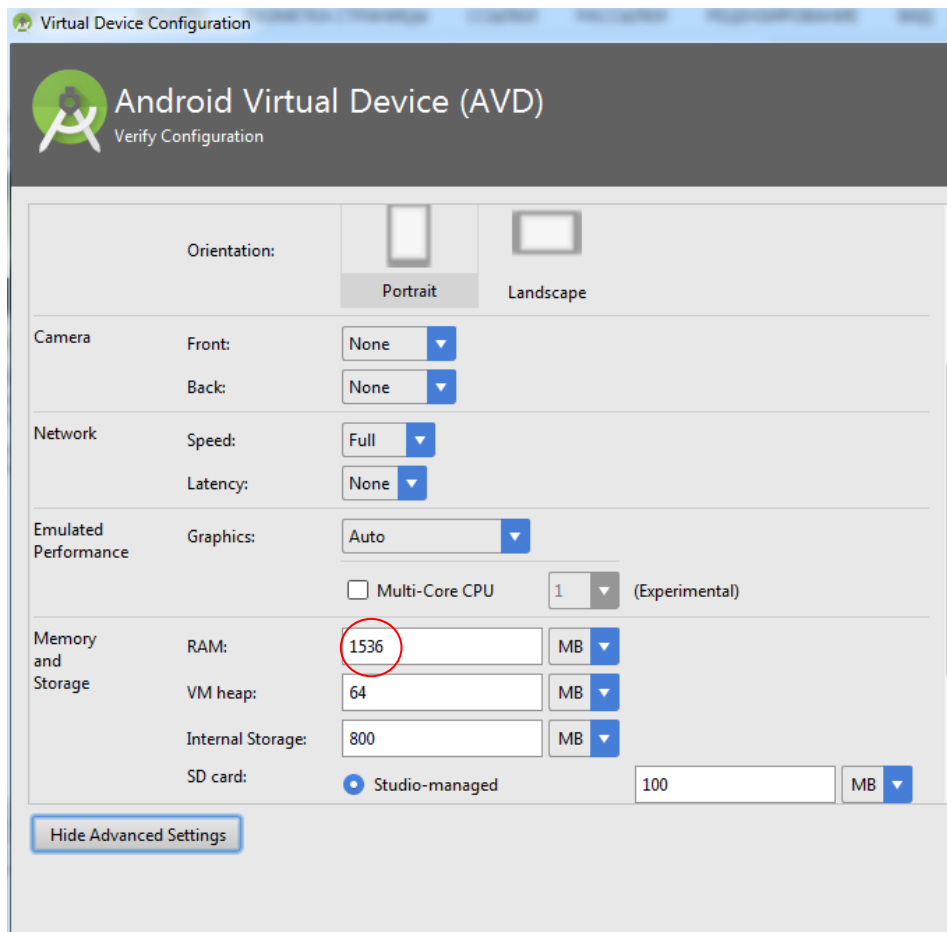 Virtual Device Configuration
Android Virtual Device (AVD)
Verify Configuration
Orientation:
Portrait
Landscape
Camera
Front:
None
Back:
None
Network
Speed:
Full
Latency:
None
Emulated
Performance
Graphics:
Auto
Multi-Core CPU
1
(Experimental)
Memory
and
Storage
RAM:
1536
MB
VM heap:
64
MB
Internal Storage:
800
MB
SD card:
Studio-managed
100
MB
Hide Advanced Settings